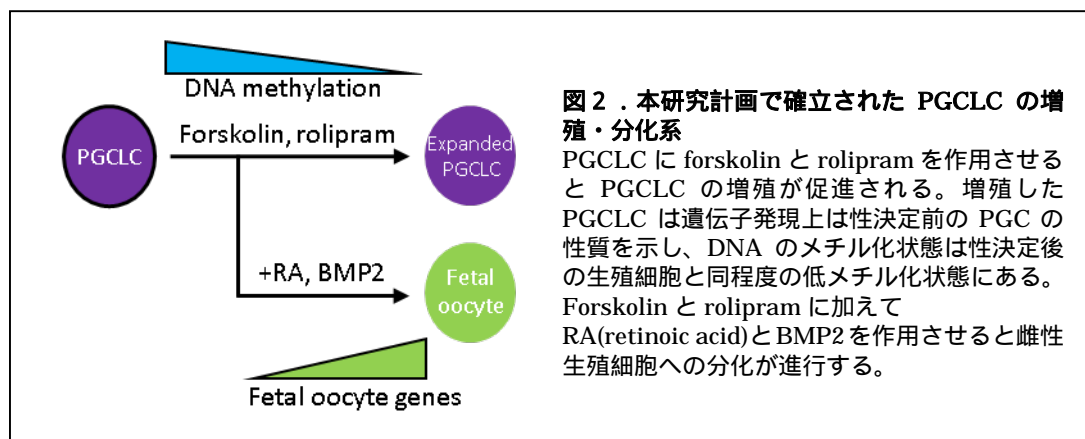 DNA methylation
PGCLC
Forskolin, rolipram
Expanded
PGCLC
+RA, BMP2
Fetal
oocyte
Fetal oocyte genes
図２．本研究計画で確立された PGCLC の増
殖・分化系
PGCLC に forskolin と rolipram を作用させる
と PGCLC の増殖が促進される。増殖した
PGCLC は遺伝子発現上は性決定前の PGC の
性質を示し、DNA のメチル化状態は性決定後
の生殖細胞と同程度の低メチル化状態にある。
Forskolin と rolipram に加えて
RA(retinoic acid)と BMP2 を作用させると雌性
生殖細胞への分化が進行する。